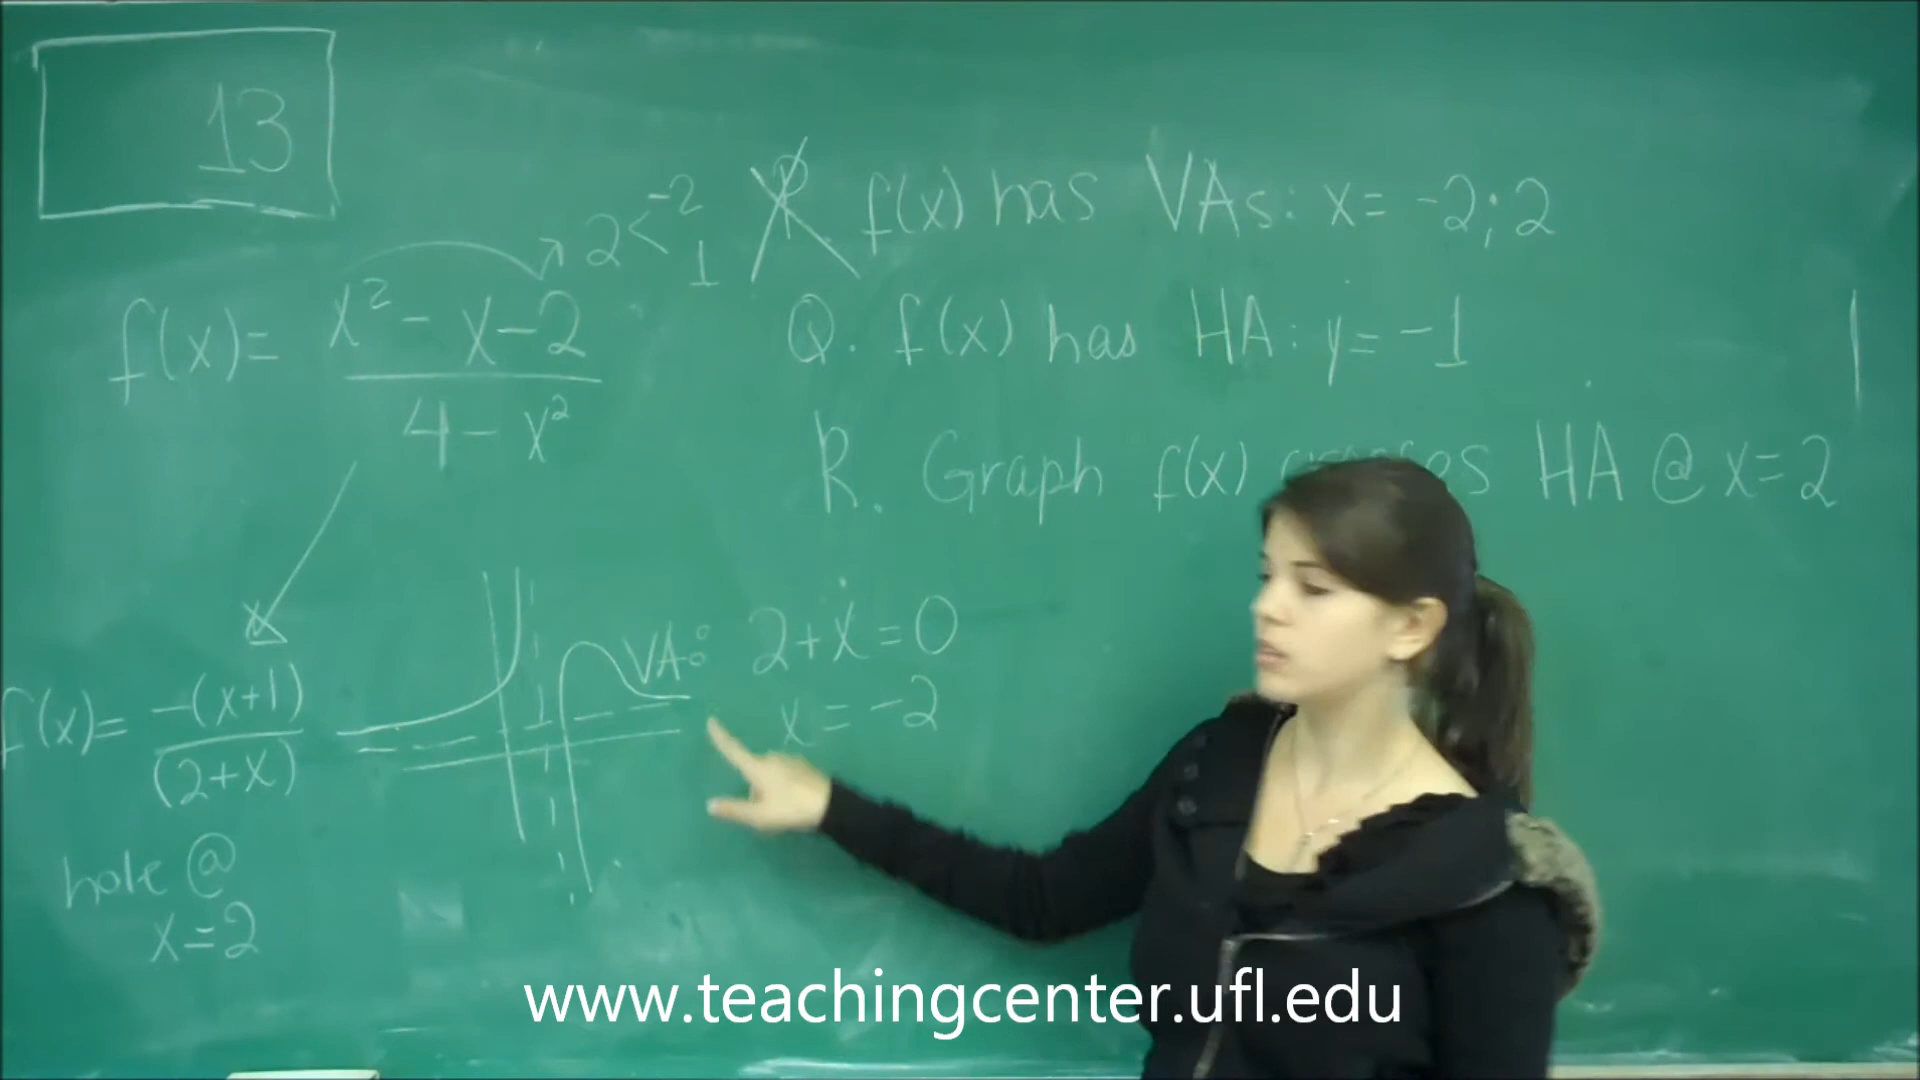 13
P. f(x) has VAs: x = -2; 2
f(x) = x² - x - 2 / 4 - x²
2 < -2
1
Q. f(x) has HA: y = -1
R. Graph f(x) crosses HA @ x = 2
f(x) = -(x+1) / (2+x)
hole @
x = 2
VA: 2 + x = 0
x = -2
www.teachingcenter.ufl.edu